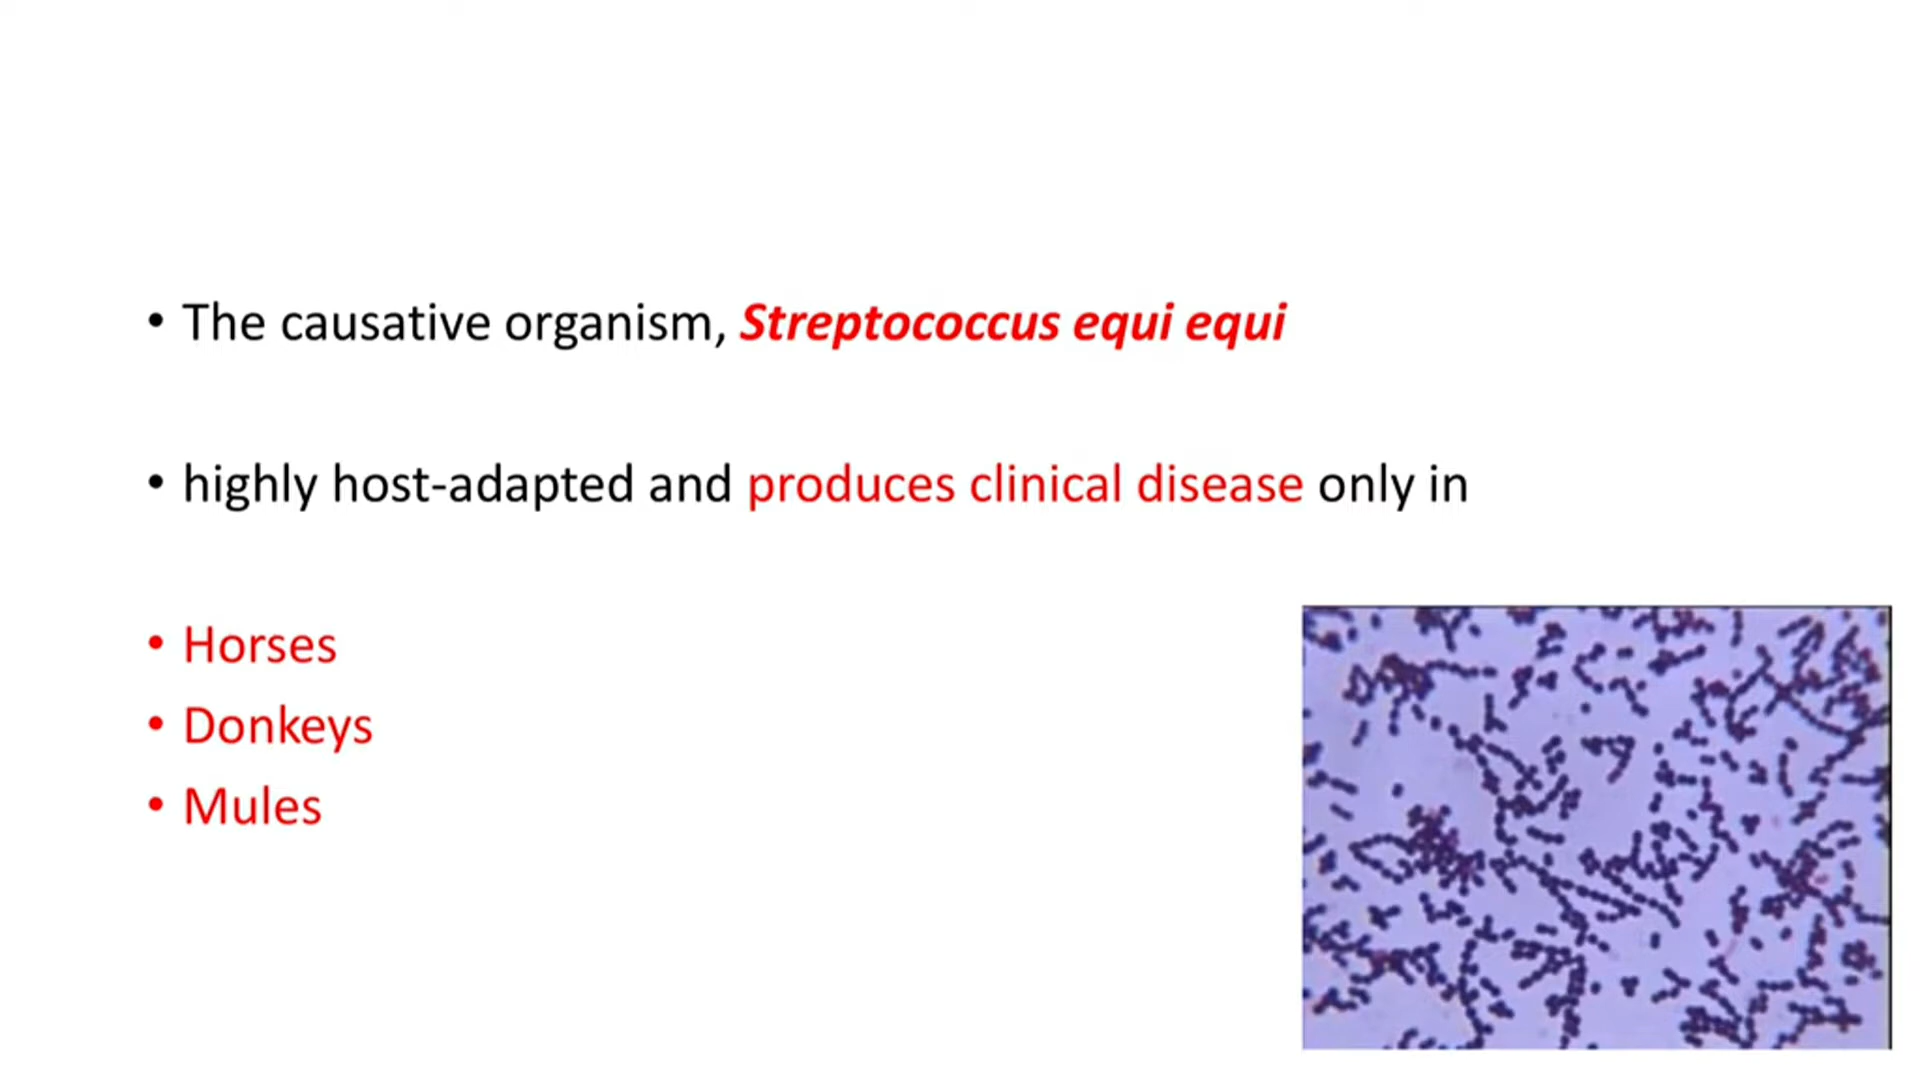 • The causative organism, Streptococcus equi equi
• highly host-adapted and produces clinical disease only in
• Horses
• Donkeys
• Mules